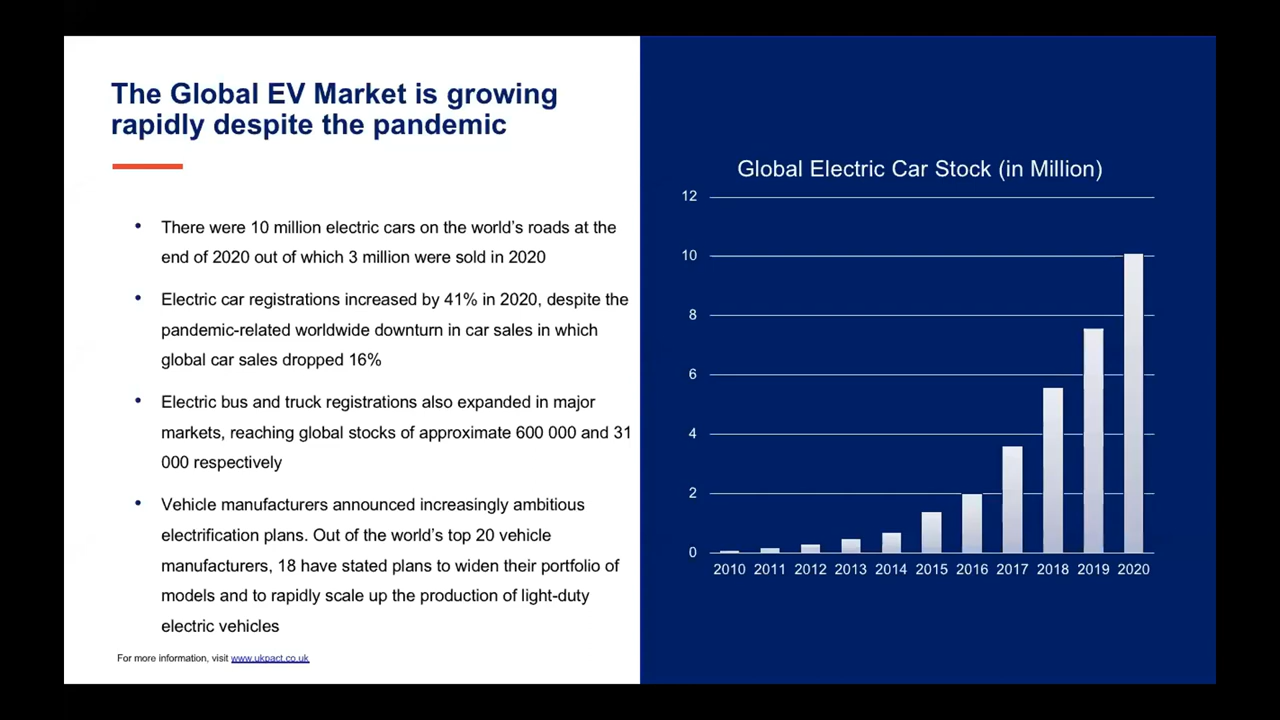 The Global EV Market is growing
rapidly despite the pandemic
• There were 10 million electric cars on the world's roads at the
end of 2020 out of which 3 million were sold in 2020
• Electric car registrations increased by 41% in 2020, despite the
pandemic-related worldwide downturn in car sales in which
global car sales dropped 16%
• Electric bus and truck registrations also expanded in major
markets, reaching global stocks of approximate 600 000 and 31
000 respectively
• Vehicle manufacturers announced increasingly ambitious
electrification plans. Out of the world's top 20 vehicle
manufacturers, 18 have stated plans to widen their portfolio of
models and to rapidly scale up the production of light-duty
electric vehicles
For more information, visit www.ukpact.co.uk
Global Electric Car Stock (in Million)
12
10
8
6
4
2
0
2010 2011 2012 2013 2014 2015 2016 2017 2018 2019 2020